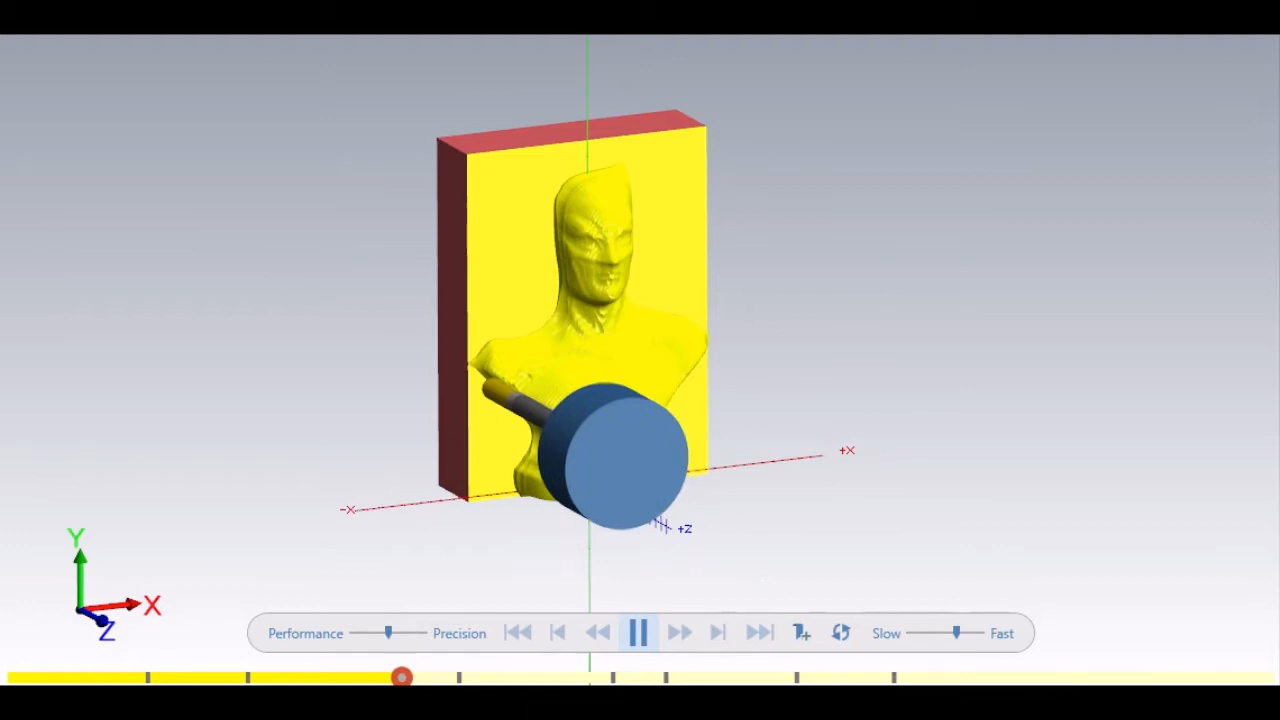 +X
-X
+Z
Y
X
Z
Performance Precision Slow Fast